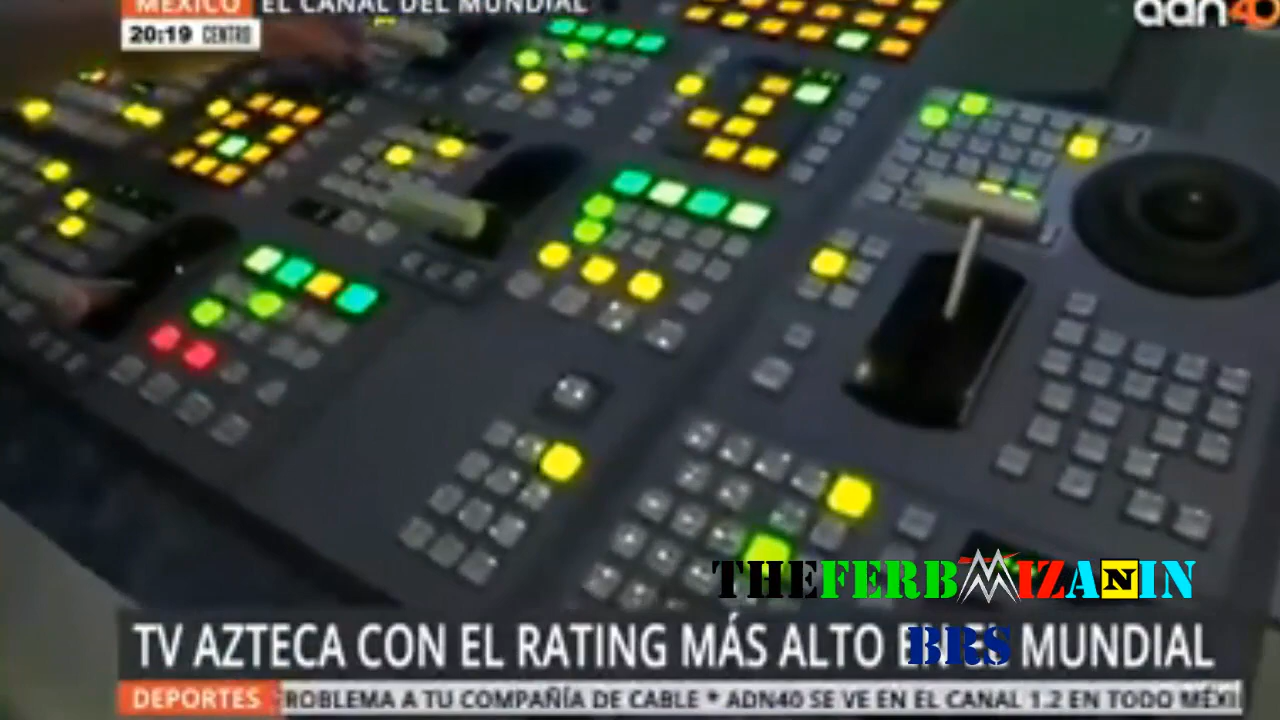 MÉXICO EL CANAL DEL MUNDIAL
adn40
20:19 CENTRO
THEFERBMIZANIN
BRS
TV AZTECA CON EL RATING MÁS ALTO MUNDIAL
DEPORTES ROBLEMA A TU COMPAÑÍA DE CABLE * ADN40 SE VE EN EL CANAL 1.2 EN TODO MÉXI